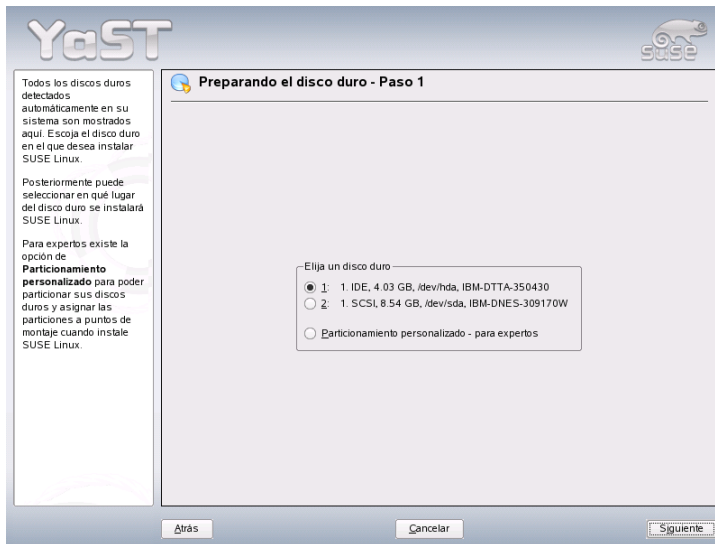 YaST
SUSE
Todos los discos duros
detectados
automáticamente en su
sistema son mostrados
aquí. Escoja el disco duro
en el que desea instalar
SUSE Linux.
Posteriormente puede
seleccionar en qué lugar
del disco duro se instalará
SUSE Linux.
Para expertos existe la
opción de
Particionamiento
personalizado para poder
particionar sus discos
duros y asignar las
particiones a puntos de
montaje cuando instale
SUSE Linux.
Preparando el disco duro - Paso 1
Elija un disco duro
1: 1. IDE, 4.03 GB, /dev/hda, IBM-DTTA-350430
2: 1. SCSI, 8.54 GB, /dev/sda, IBM-DNES-309170W
Particionamiento personalizado - para expertos
Atrás
Cancelar
Siguiente